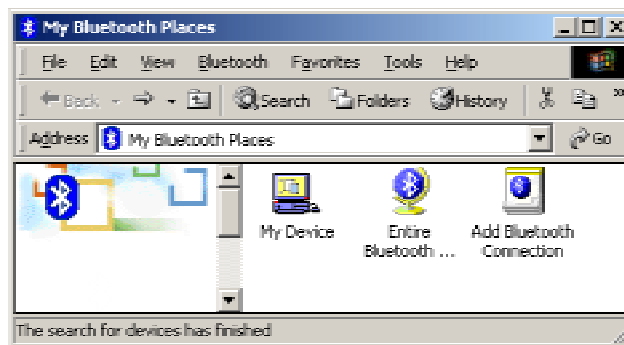 My Bluetooth Places
File Edit View Bluetooth Favorites Tools Help
Back Search Folders History »
Address My Bluetooth Places Go
My Device
Entire Bluetooth ...
Add Bluetooth Connection
The search for devices has finished